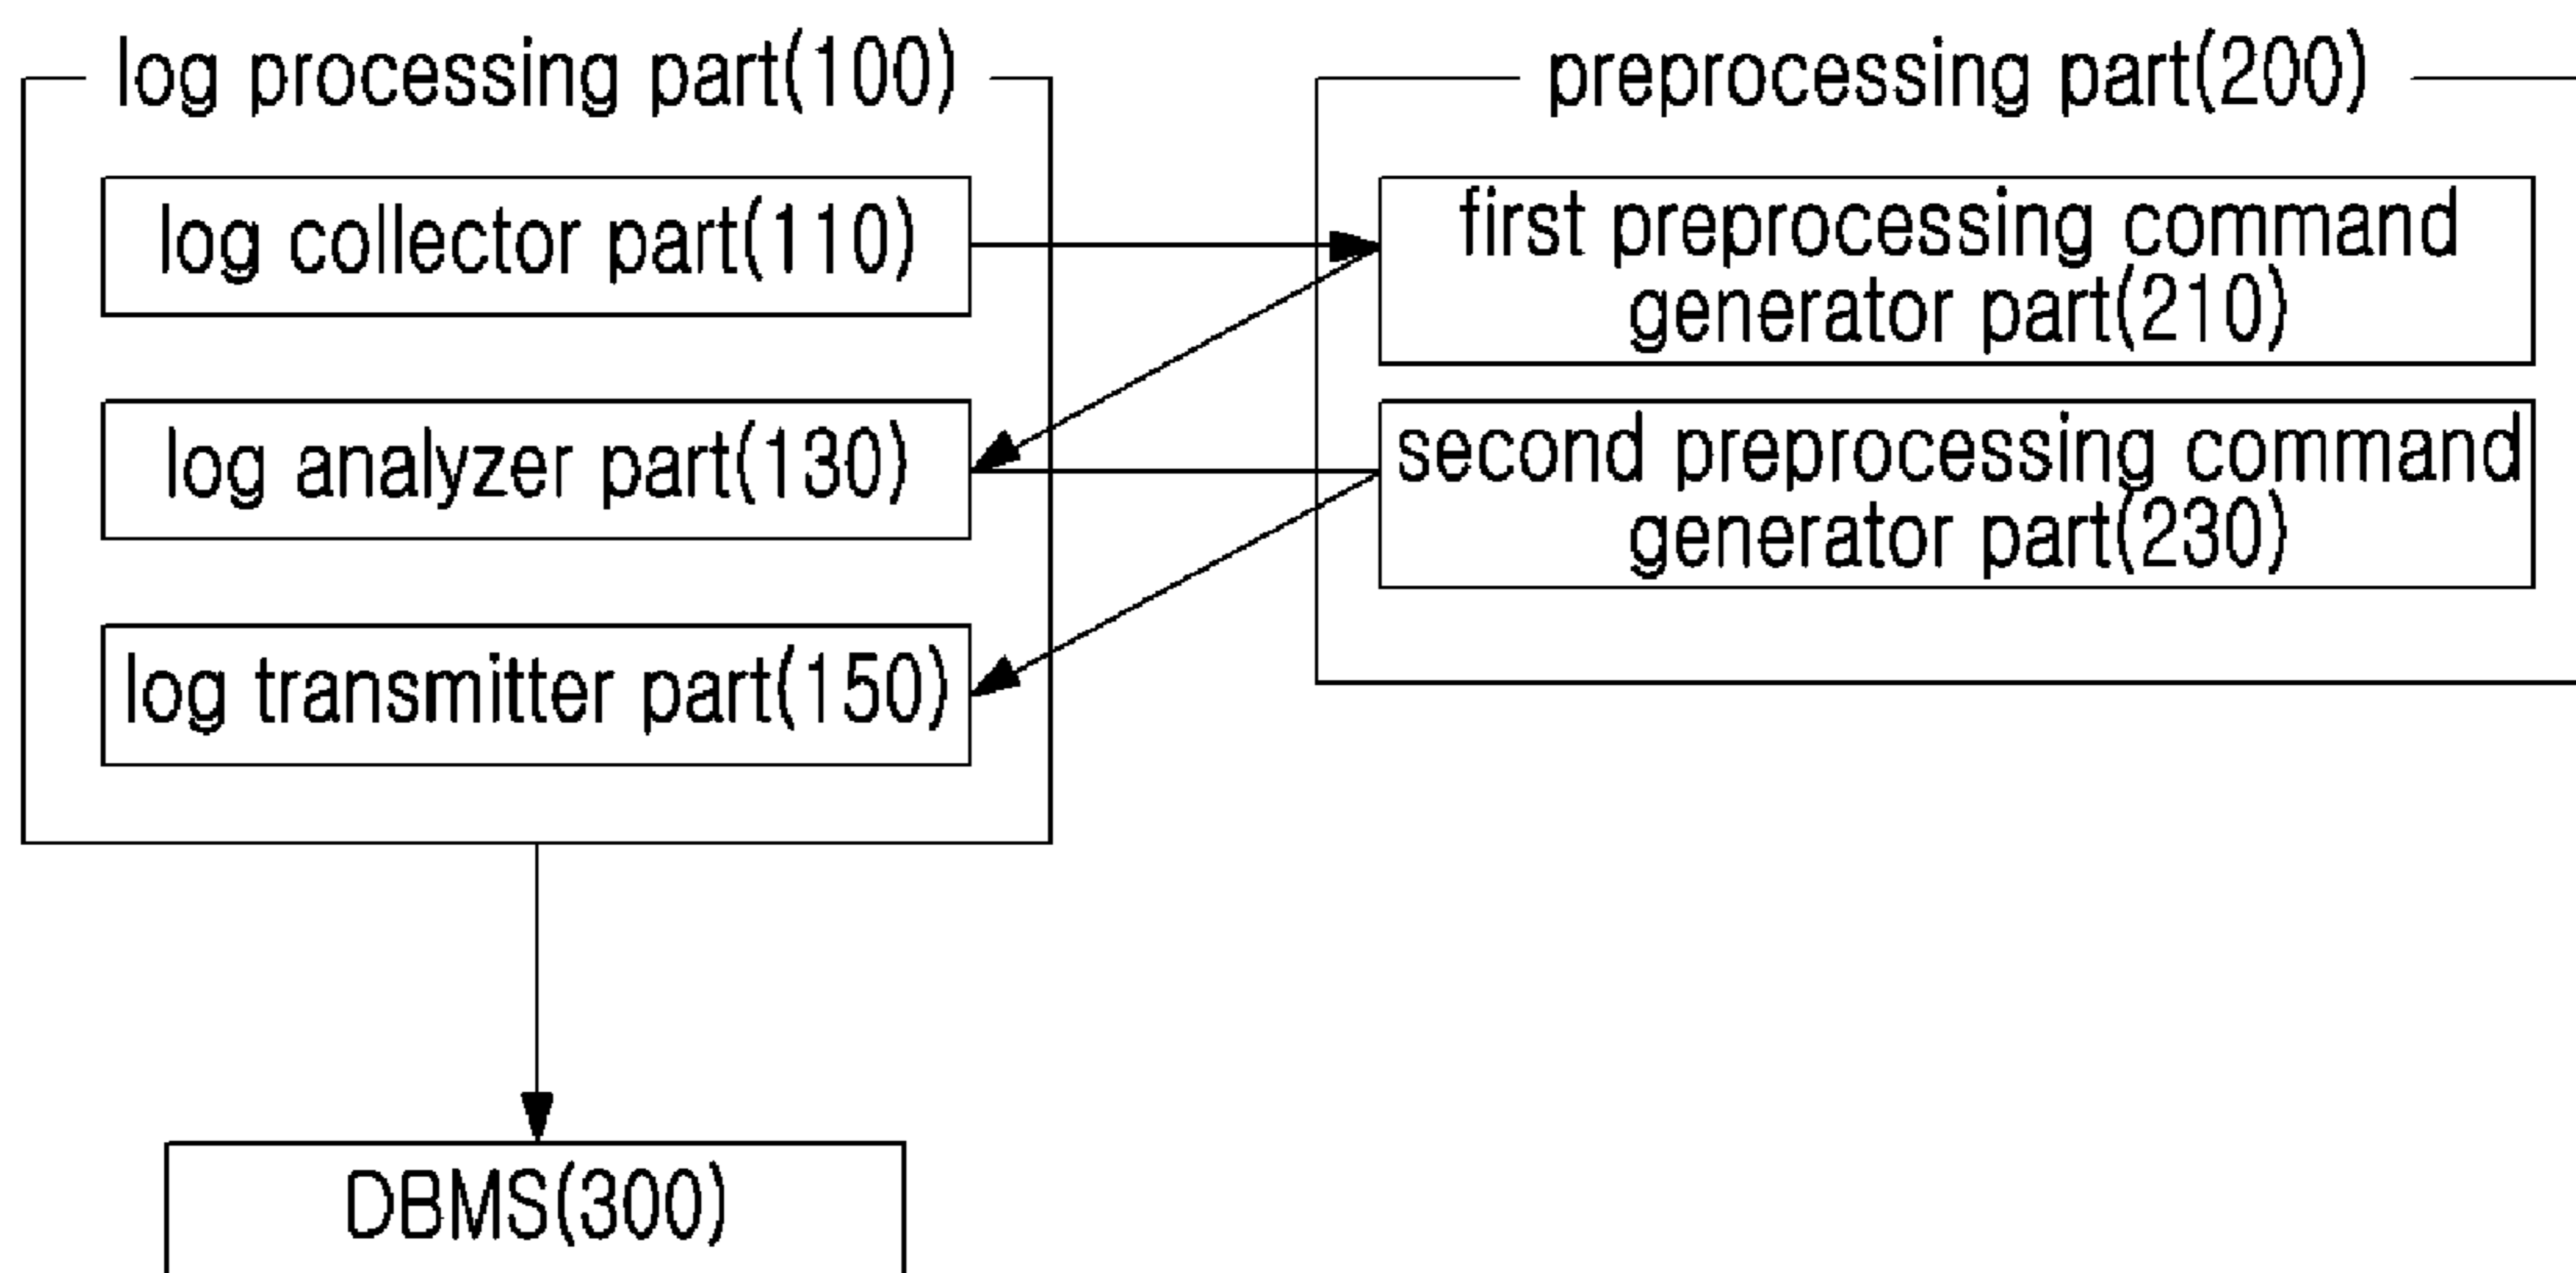 log processing part(100)
log collector part(110)
log analyzer part(130)
log transmitter part(150)
preprocessing part(200)
first preprocessing command
generator part(210)
second preprocessing command
generator part(230)
DBMS(300)